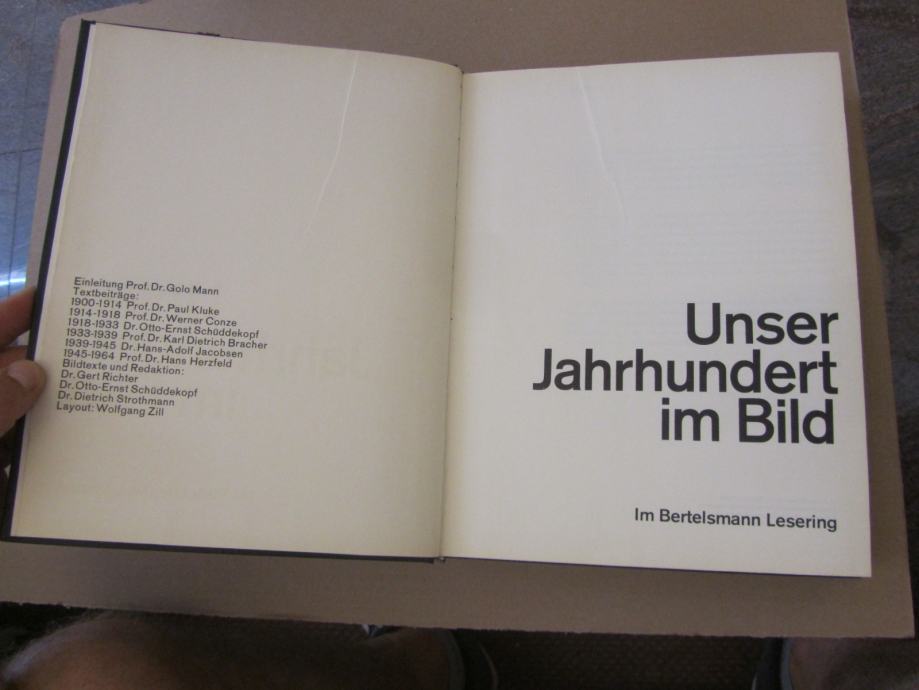 Einleitung Prof. Dr. Golo Mann
Textbeiträge:
1900-1914 Prof. Dr. Paul Kluke
1914-1918 Prof. Dr. Werner Conze
1918-1933 Dr. Otto-Ernst Schüddekopf
1933-1939 Prof. Dr. Karl Dietrich Bracher
1939-1945 Dr. Hans-Adolf Jacobsen
1945-1964 Prof. Dr. Hans Herzfeld
Bildtexte und Redaktion:
Dr. Gert Richter
Dr. Otto-Ernst Schüddekopf
Dr. Dietrich Strothmann
Layout: Wolfgang Zill
Unser
Jahrhundert
im Bild
Im Bertelsmann Lesering